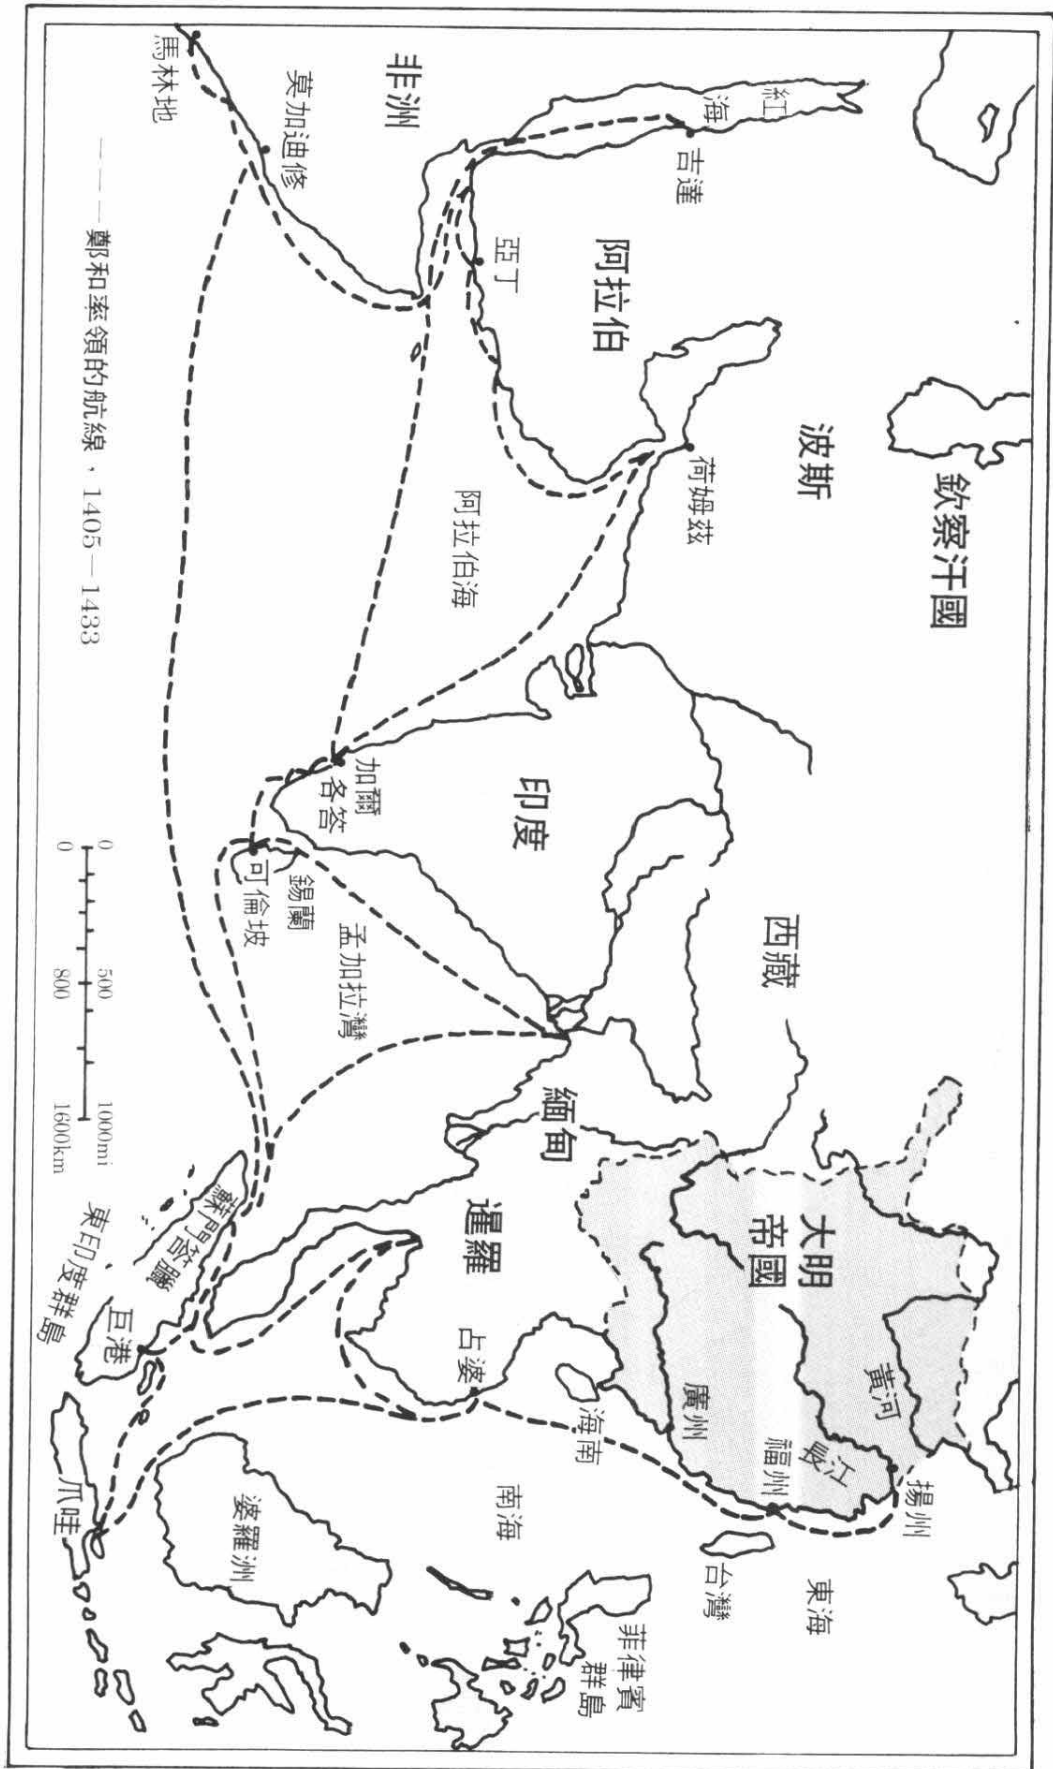 欽察汗國
波斯
西藏
大明
帝國
黃河
長江
揚州
福州
廣州
東海
台灣
海南
南海
菲律賓
群島
紅
海
吉達
阿拉伯
荷姆茲
亞丁
非洲
莫加迪修
馬林地
阿拉伯海
印度
加爾
各答
錫蘭
可倫坡
孟加拉灣
緬甸
暹羅
占婆
蘇門答臘
巨港
東印度群島
爪哇
婆羅洲
0 500 1000mi
0 800 1600km
———鄭和率領的航線，1405—1433